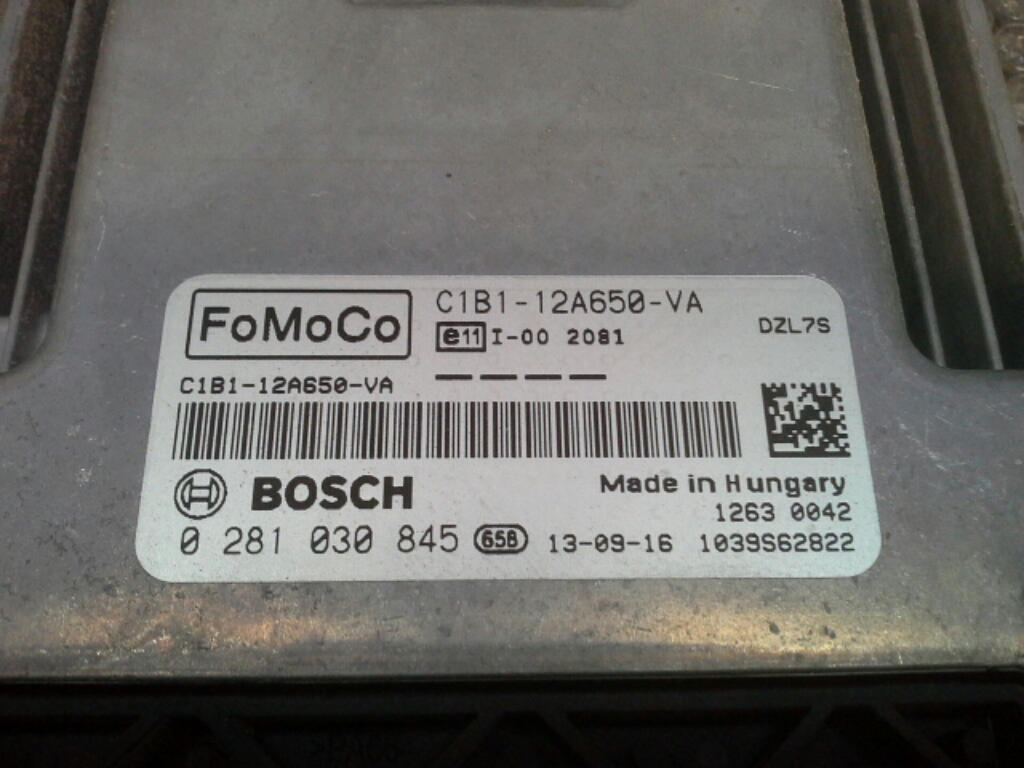 FoMoCo
C1B1-12A650-VA
e11 I-00 2081
DZL7S
C1B1-12A650-VA
BOSCH
Made in Hungary
1263 0042
0 281 030 845 658 13-09-16 1039S62822